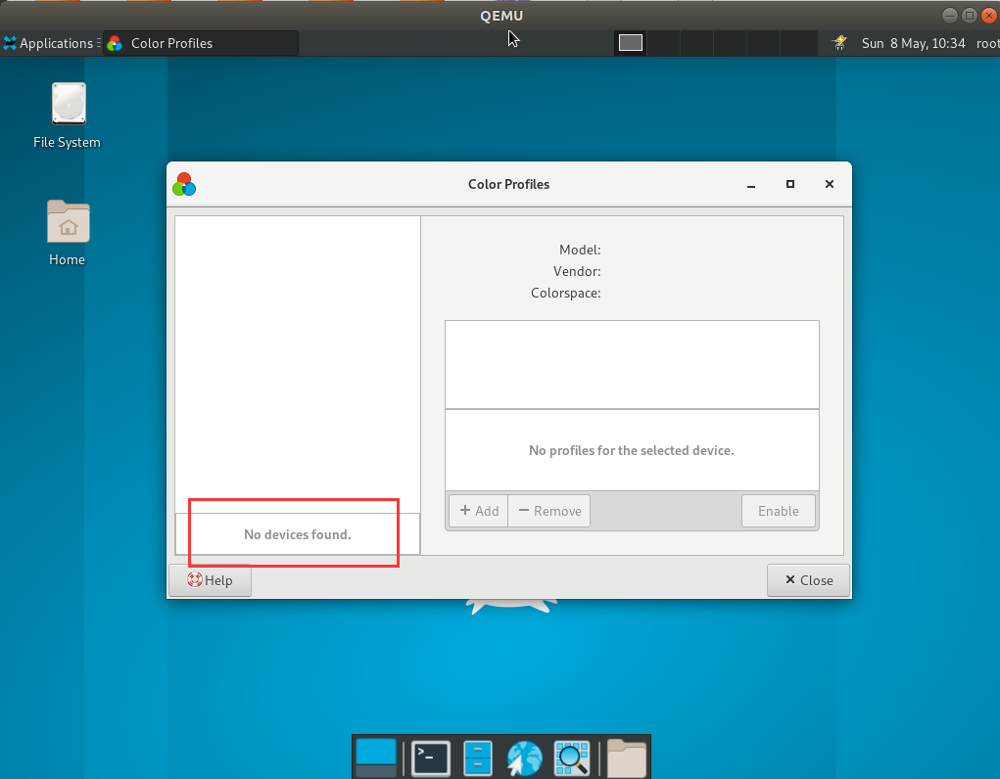 QEMU
Applications
Color Profiles
Sun 8 May, 10:34
root
File System
Home
Color Profiles
Model:
Vendor:
Colorspace:
No profiles for the selected device.
+ Add
− Remove
Enable
No devices found.
Help
Close
>-